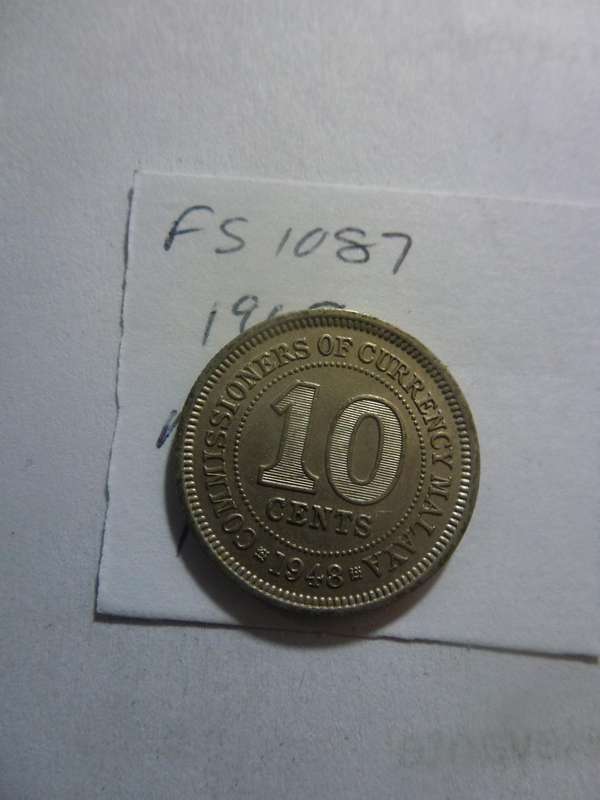 FS 1087
COMMISSIONERS OF CURRENCY MALAYA
10
CENTS
1948